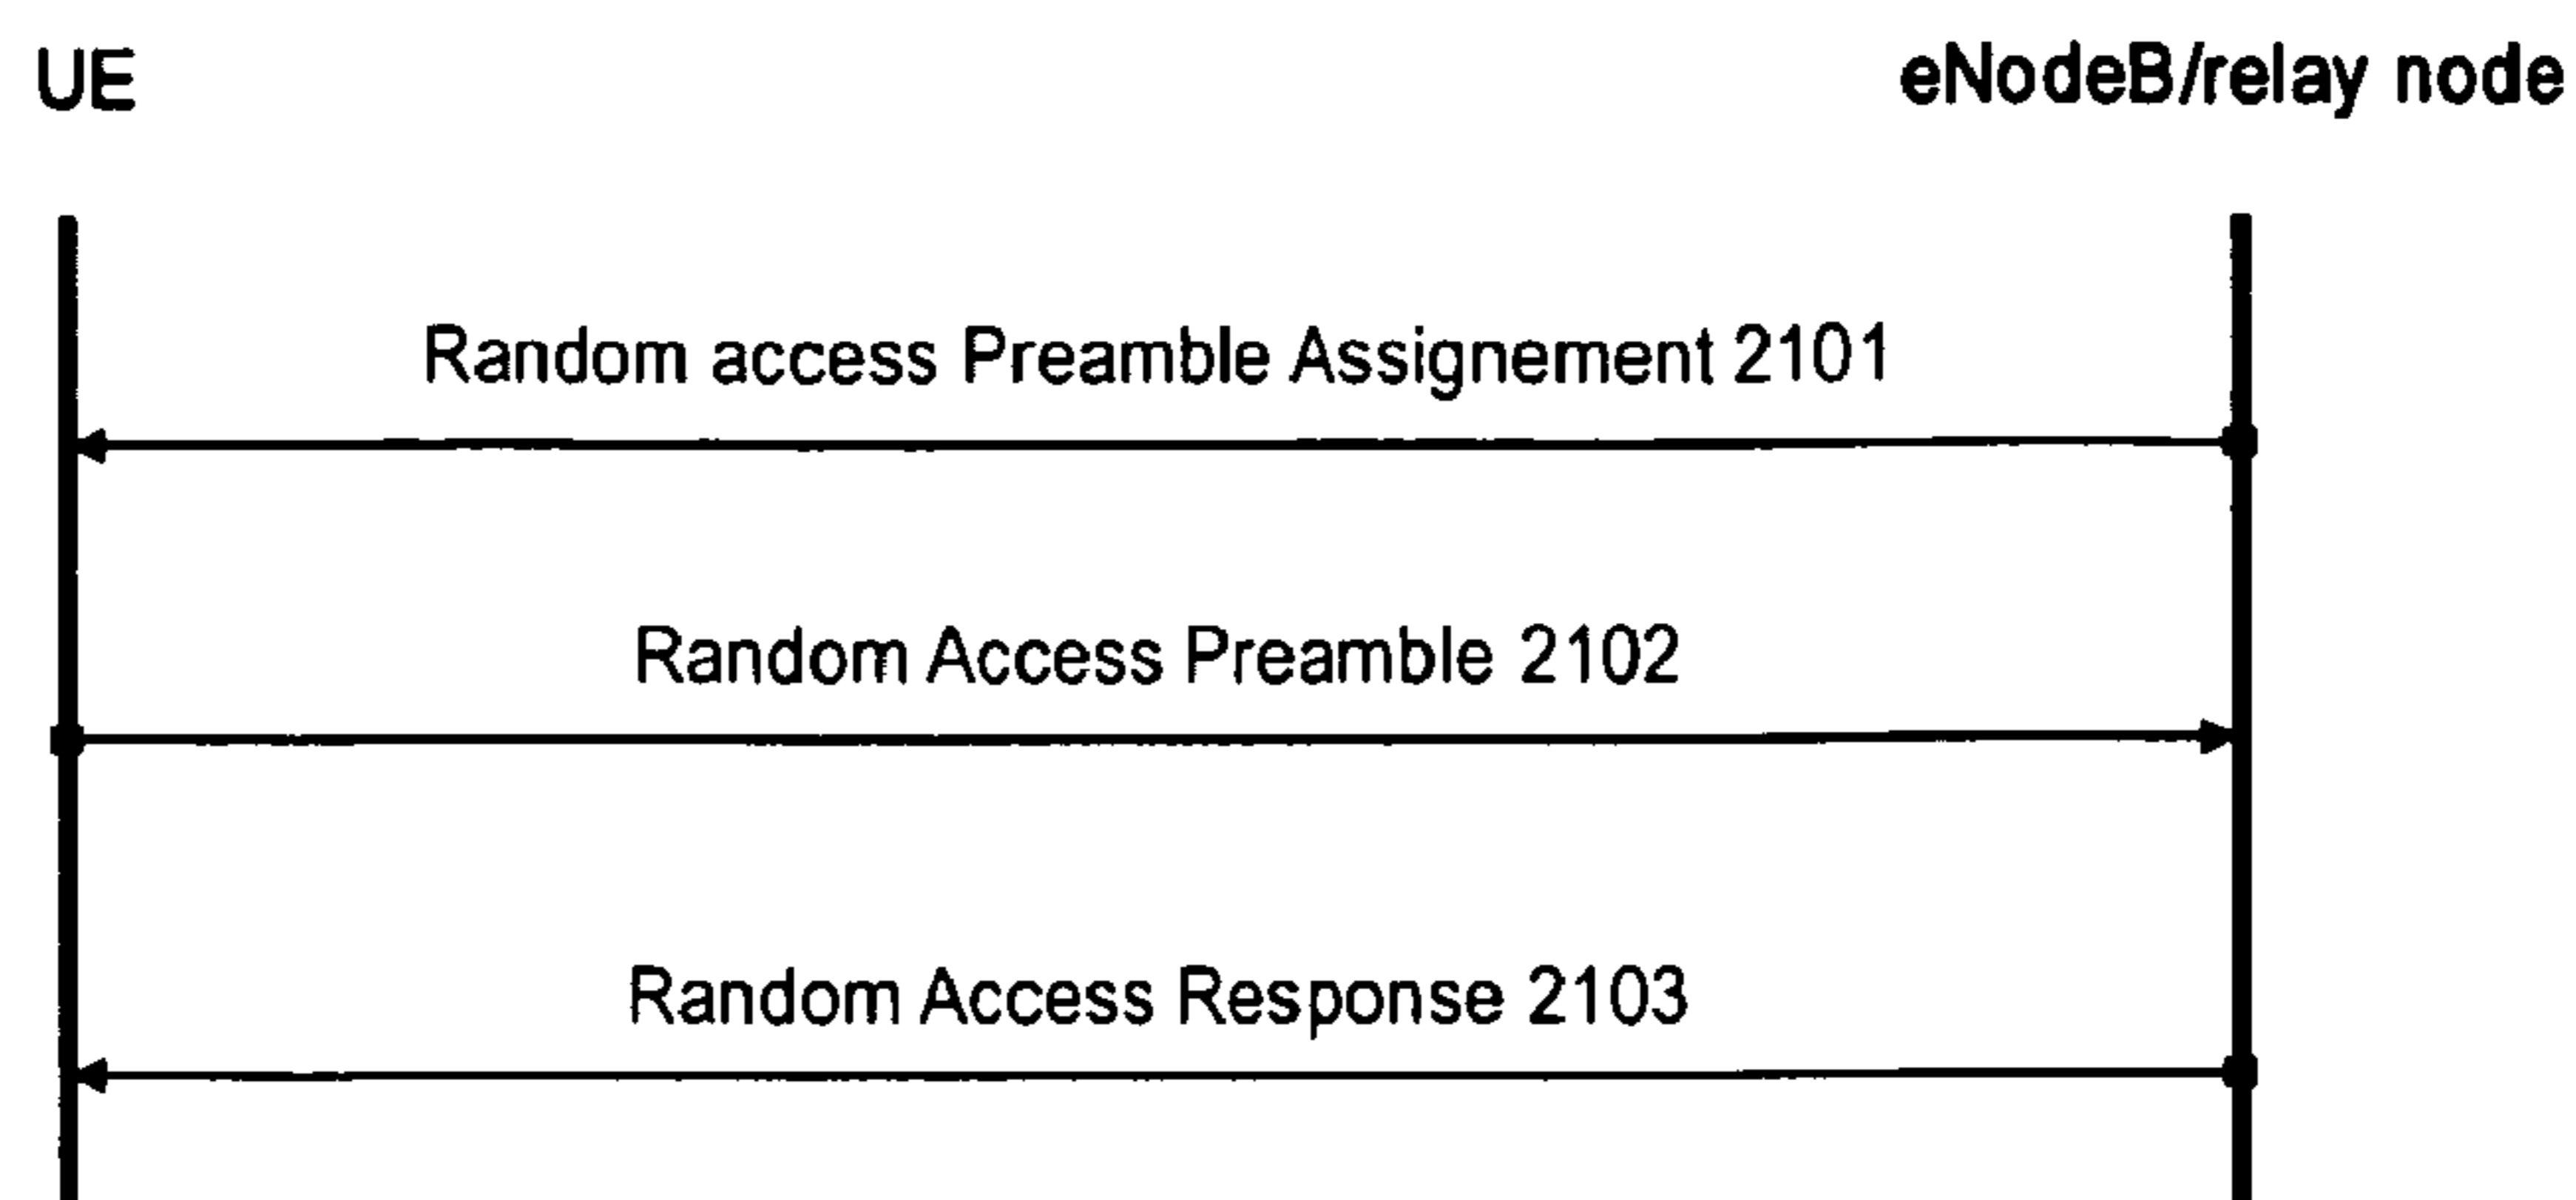 UE
eNodeB/relay node
Random access Preamble Assignement 2101
Random Access Preamble 2102
Random Access Response 2103